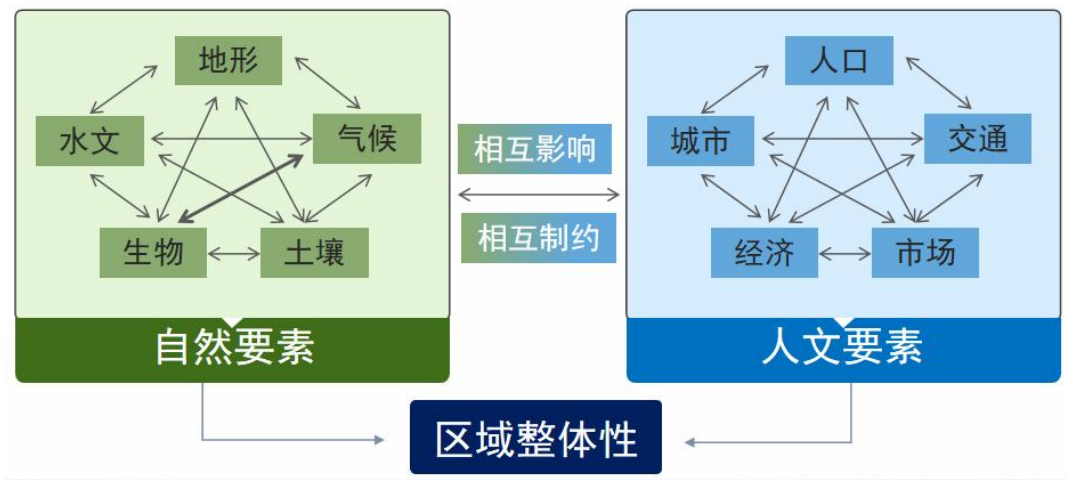 地形
水文
气候
生物
土壤
自然要素
相互影响
相互制约
人口
城市
交通
经济
市场
人文要素
区域整体性